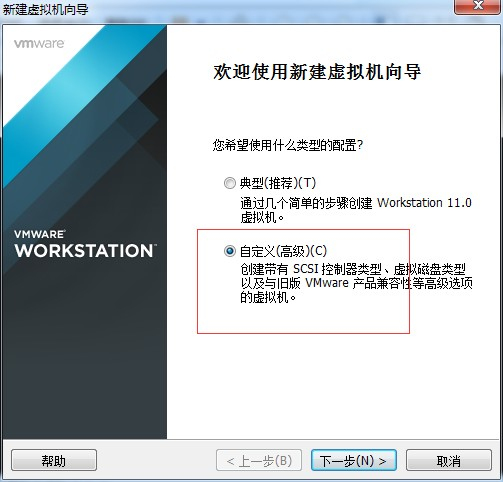 新建虚拟机向导
vmware
欢迎使用新建虚拟机向导
您希望使用什么类型的配置?
典型(推荐)(T)
通过几个简单的步骤创建 Workstation 11.0
虚拟机。
VMWARE
WORKSTATION™
自定义(高级)(C)
创建带有 SCSI 控制器类型、虚拟磁盘类型
以及与旧版 VMware 产品兼容性等高级选项
的虚拟机。
帮助
< 上一步(B)
下一步(N) >
取消